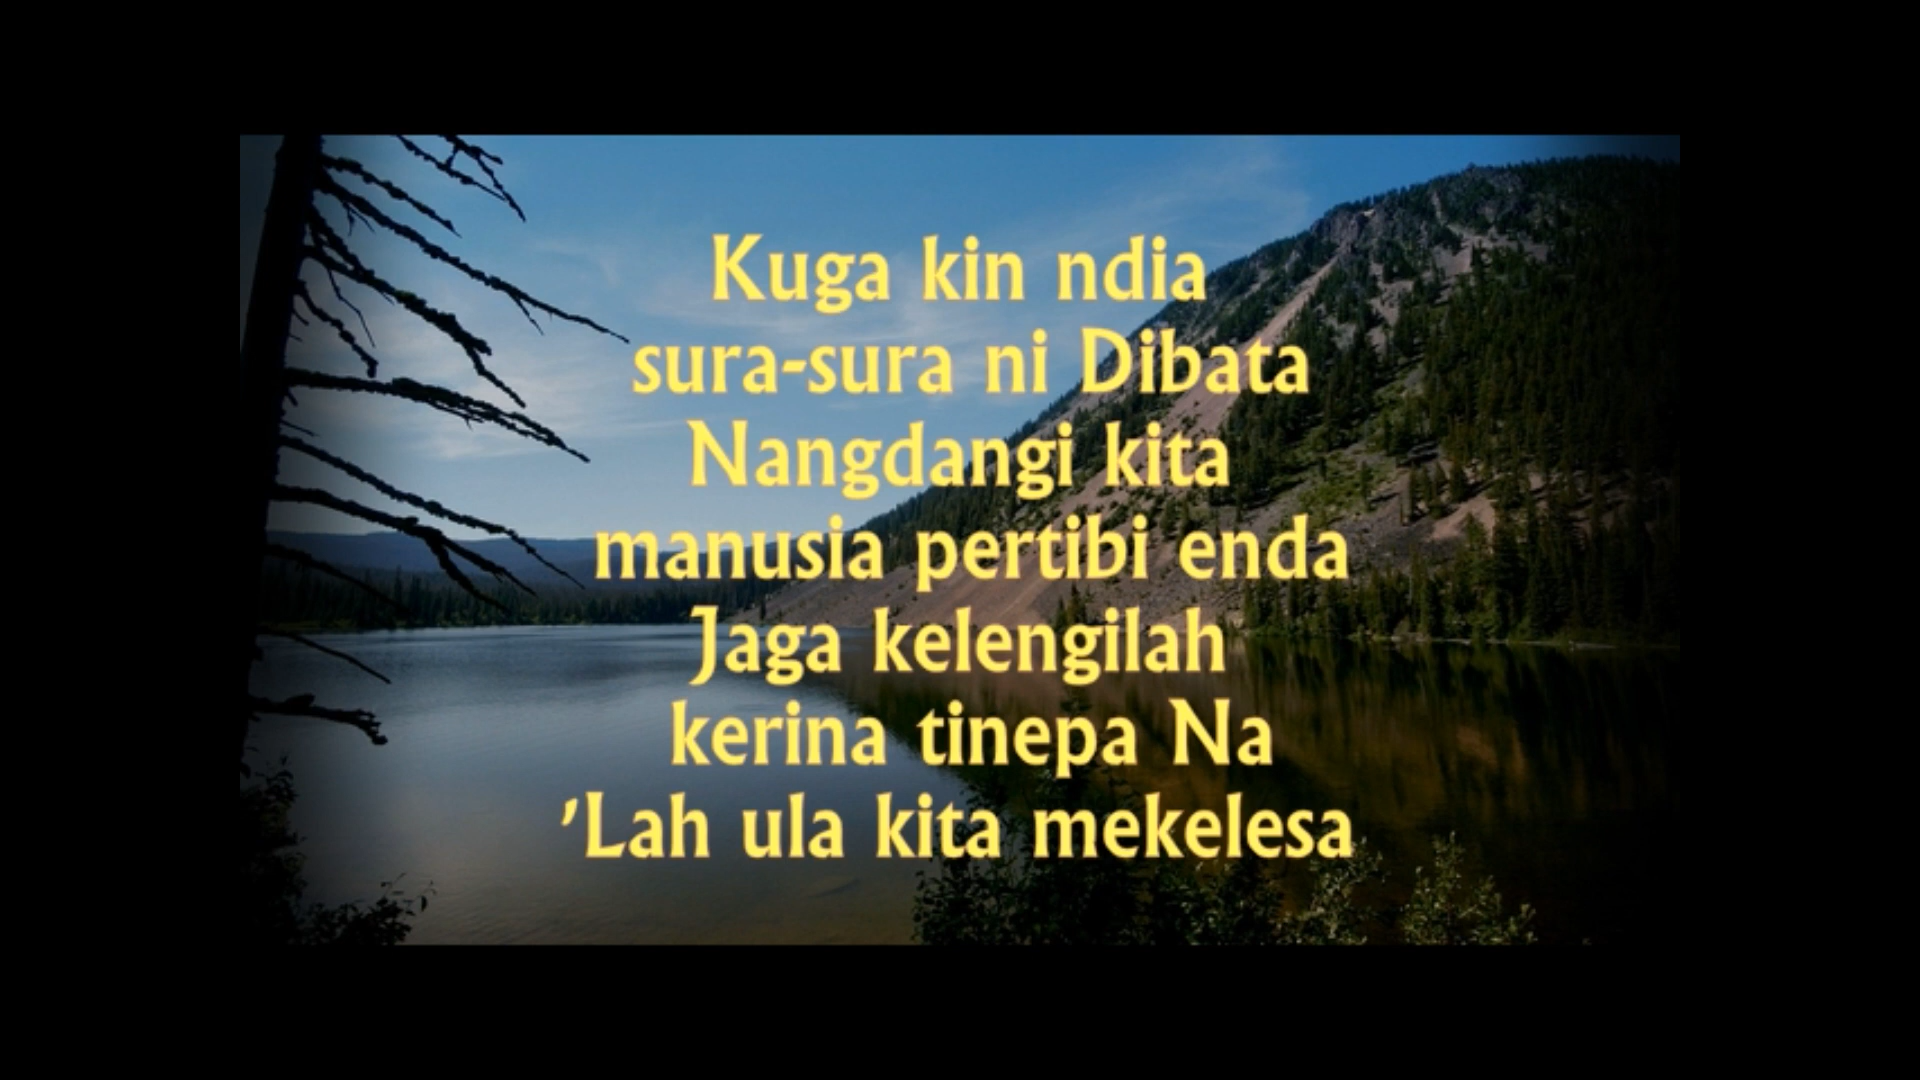 Kuga kin ndia
sura-sura ni Dibata
Nangdangi kita
manusia pertibi enda
Jaga kelengilah
kerina tinepa Na
'Lah ula kita mekelesa